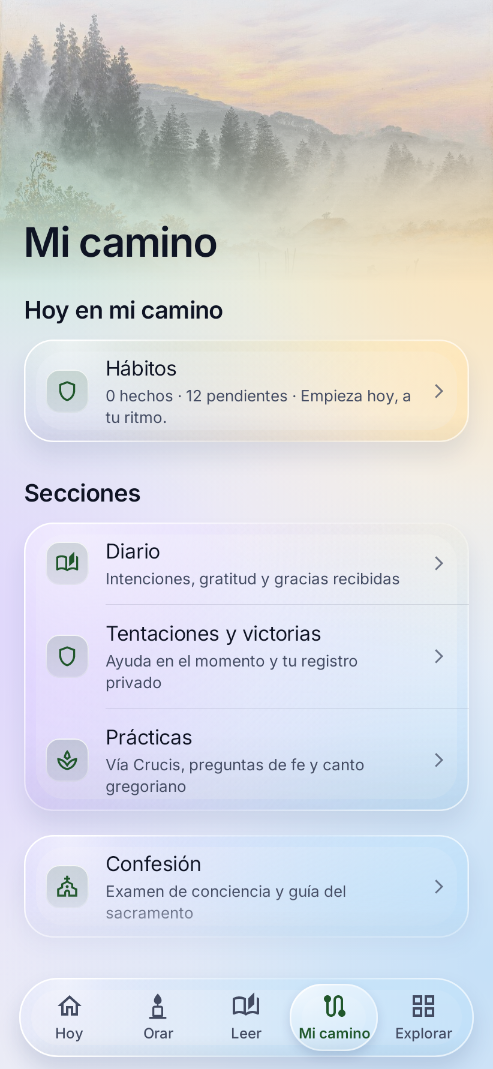 Mi camino
Hoy en mi camino
Hábitos
0 hechos · 12 pendientes · Empieza hoy, a
tu ritmo.
Secciones
Diario
Intenciones, gratitud y gracias recibidas
Tentaciones y victorias
Ayuda en el momento y tu registro
privado
Prácticas
Vía Crucis, preguntas de fe y canto
gregoriano
Confesión
Examen de conciencia y guía del
sacramento
Hoy
Orar
Leer
Mi camino
Explorar